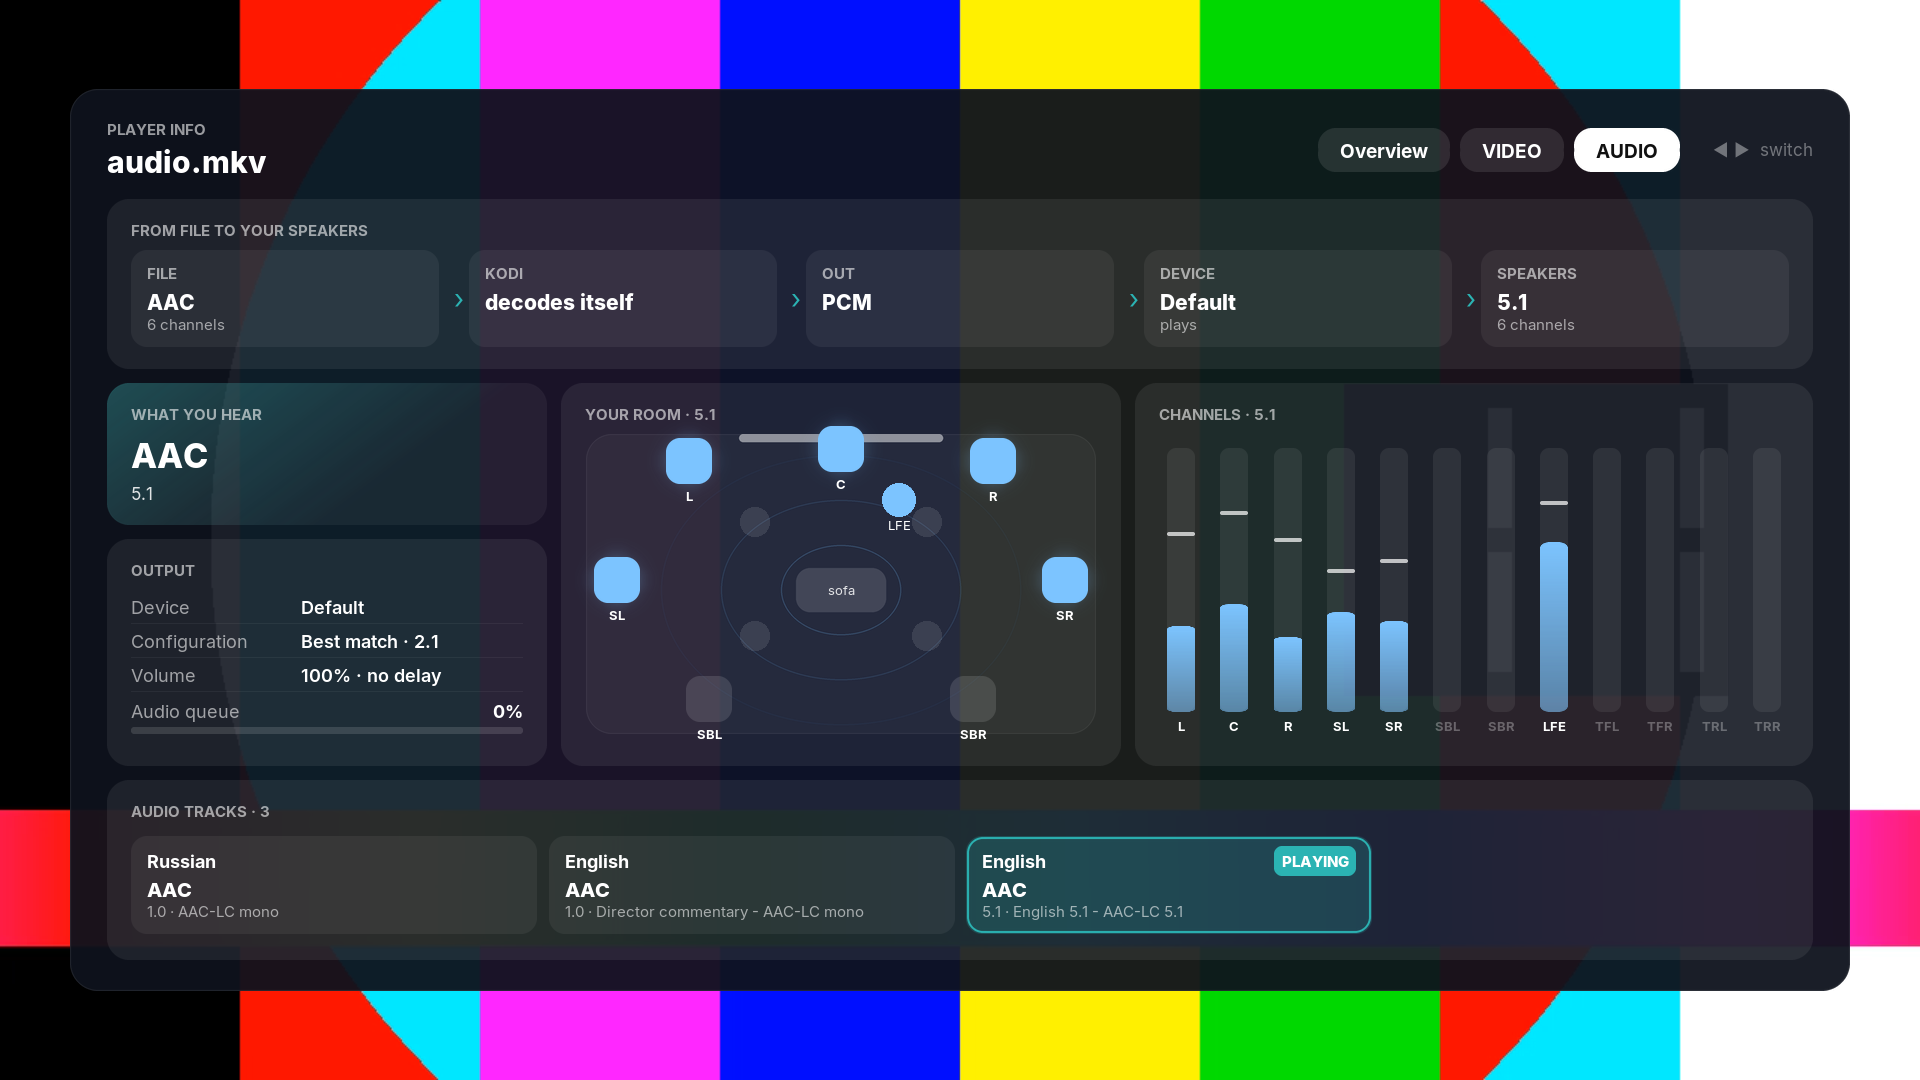 PLAYER INFO
audio.mkv
Overview
VIDEO
AUDIO
switch
FROM FILE TO YOUR SPEAKERS
FILE
AAC
6 channels
KODI
decodes itself
OUT
PCM
DEVICE
Default
plays
SPEAKERS
5.1
6 channels
WHAT YOU HEAR
AAC
5.1
OUTPUT
Device Default
Configuration Best match · 2.1
Volume 100% · no delay
Audio queue 0%
YOUR ROOM · 5.1
L
C
R
LFE
sofa
SL
SR
SBL
SBR
CHANNELS · 5.1
L C R SL SR SBL SBR LFE TFL TFR TRL TRR
AUDIO TRACKS · 3
Russian
AAC
1.0 · AAC-LC mono
English
AAC
1.0 · Director commentary - AAC-LC mono
English
PLAYING
AAC
5.1 · English 5.1 - AAC-LC 5.1